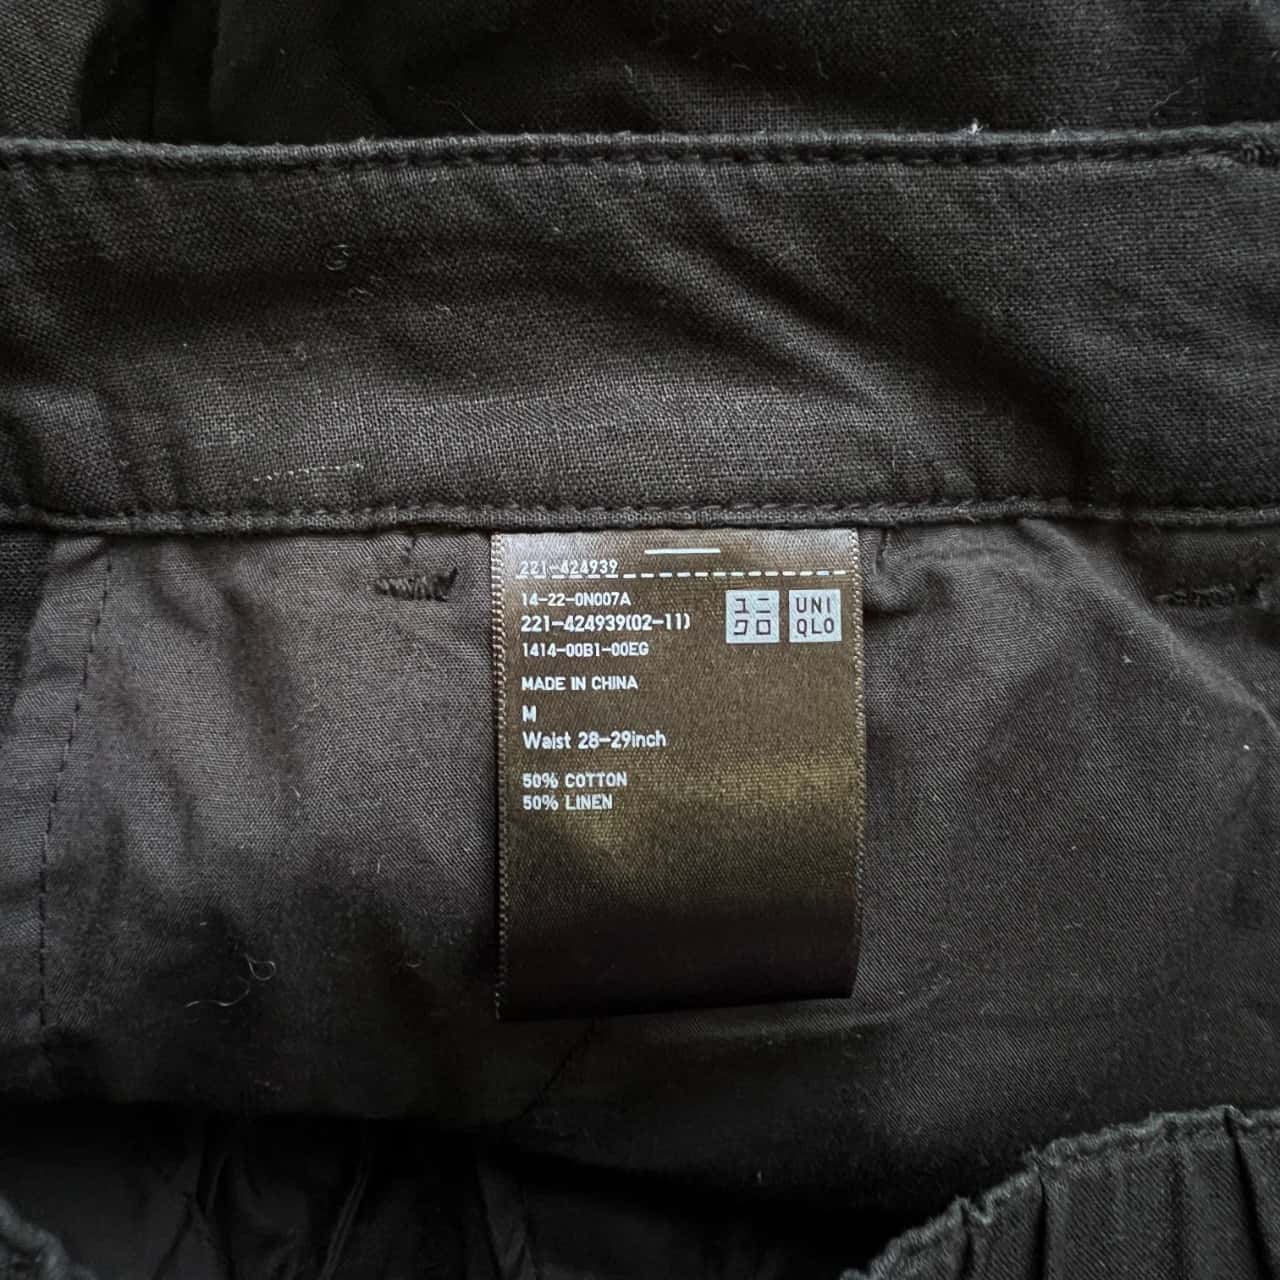 221-424939
14-22-0N007A
221-424939(02-11)
1414-00B1-00EG
ユニ
クロ
UNI
QLO
MADE IN CHINA
M
Waist 28-29inch
50% COTTON
50% LINEN